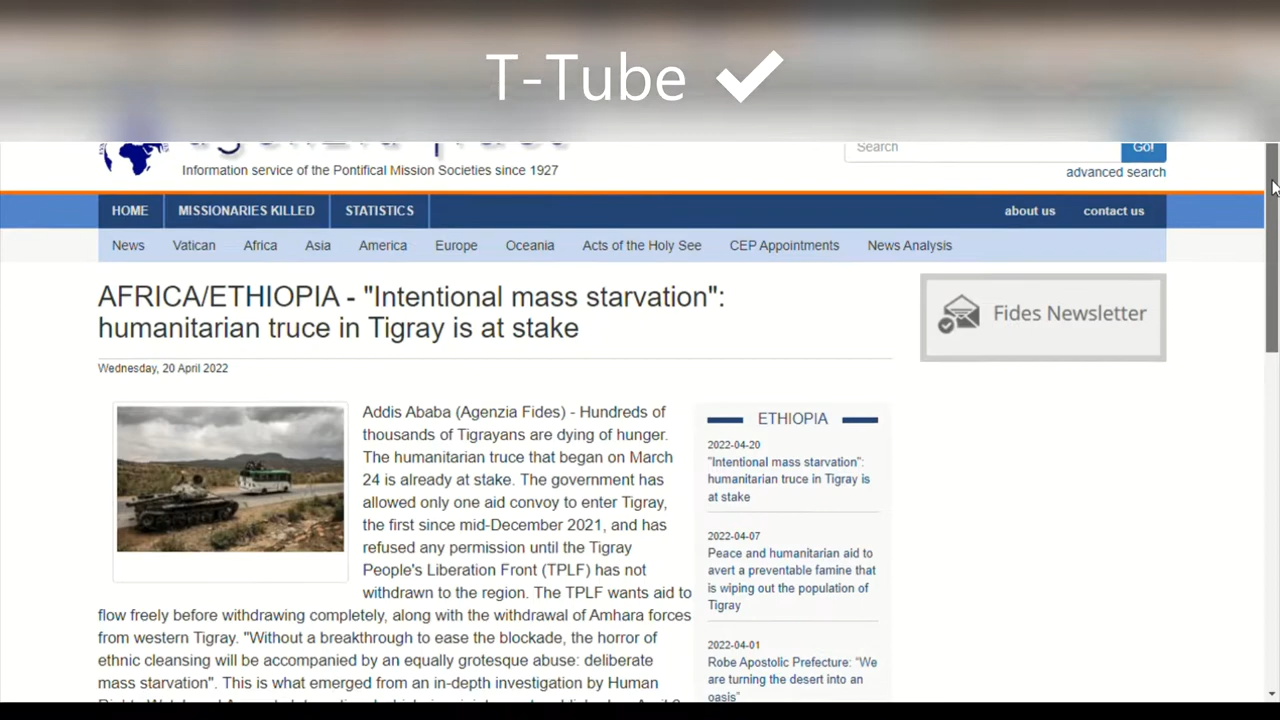 T-Tube
Search
Go!
Information service of the Pontifical Mission Societies since 1927
advanced search
HOME MISSIONARIES KILLED STATISTICS about us contact us
News Vatican Africa Asia America Europe Oceania Acts of the Holy See CEP Appointments News Analysis
AFRICA/ETHIOPIA - "Intentional mass starvation":
humanitarian truce in Tigray is at stake
Fides Newsletter
Wednesday, 20 April 2022
Addis Ababa (Agenzia Fides) - Hundreds of
thousands of Tigrayans are dying of hunger.
The humanitarian truce that began on March
24 is already at stake. The government has
allowed only one aid convoy to enter Tigray,
the first since mid-December 2021, and has
refused any permission until the Tigray
People's Liberation Front (TPLF) has not
withdrawn to the region. The TPLF wants aid to
flow freely before withdrawing completely, along with the withdrawal of Amhara forces
from western Tigray. "Without a breakthrough to ease the blockade, the horror of
ethnic cleansing will be accompanied by an equally grotesque abuse: deliberate
mass starvation". This is what emerged from an in-depth investigation by Human
ETHIOPIA
2022-04-20
"Intentional mass starvation":
humanitarian truce in Tigray is
at stake
2022-04-07
Peace and humanitarian aid to
avert a preventable famine that
is wiping out the population of
Tigray
2022-04-01
Robe Apostolic Prefecture: "We
are turning the desert into an
oasis"